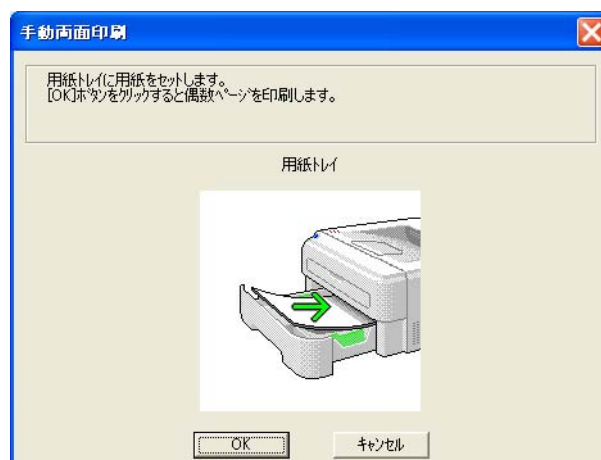 手動両面印刷
用紙トレイに用紙をセットします。
[OK]ボタンをクリックすると偶数ページを印刷します。
用紙トレイ
OK
キャンセル